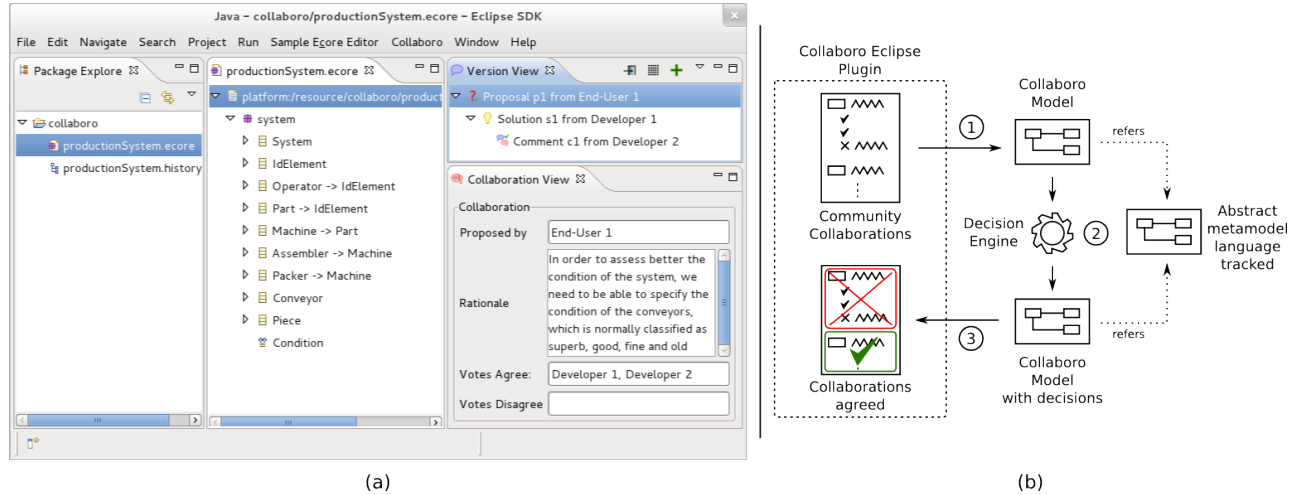 Java – collaboro/productionSystem.ecore – Eclipse SDK
File Edit Navigate Search Project Run Sample Ecore Editor Collaboro Window Help
Package Explore
collaboro
productionSystem.ecore
productionSystem.history
productionSystem.ecore
platform:/resource/collaboro/product
system
System
IdElement
Operator -> IdElement
Part -> IdElement
Machine -> Part
Assembler -> Machine
Packer -> Machine
Conveyor
Piece
Condition
Version View
Proposal p1 from End-User 1
Solution s1 from Developer 1
Comment c1 from Developer 2
Collaboration View
Collaboration
Proposed by End-User 1
Rationale
In order to assess better the
condition of the system, we
need to be able to specify the
condition of the conveyors,
which is normally classified as
superb, good, fine and old
Votes Agree: Developer 1, Developer 2
Votes Disagree
(a)
Collaboro Eclipse
Plugin
Community
Collaborations
Collaborations
agreed
1
Collaboro
Model
refers
Decision
Engine
2
Abstract
metamodel
language
tracked
3
refers
Collaboro
Model
with decisions
(b)